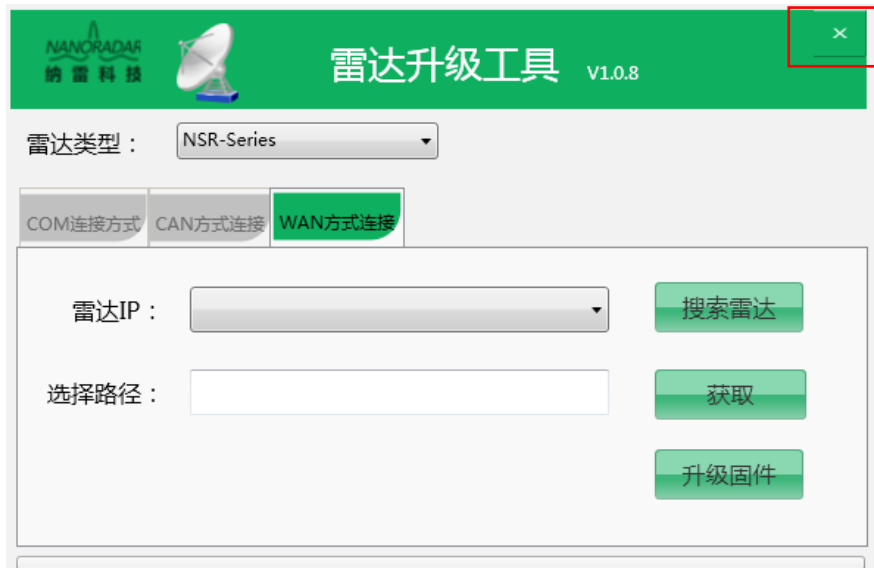 NANORADAR
纳雷科技
雷达升级工具 V1.0.8
×
雷达类型：
NSR-Series
COM连接方式
CAN方式连接
WAN方式连接
雷达IP：
搜索雷达
选择路径：
获取
升级固件